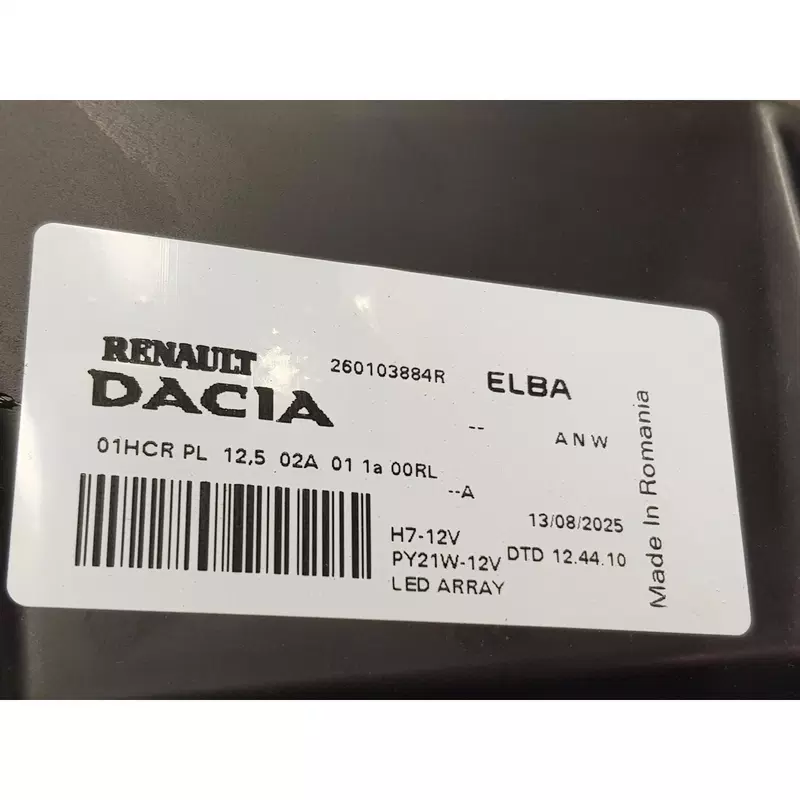 RENAULT
DACIA
260103884R
ELBA
--
ANW
01HCR PL 12,5 02A 01 1a 00RL
--A
H7-12V
PY21W-12V
LED ARRAY
13/08/2025
DTD 12.44.10
Made In Romania